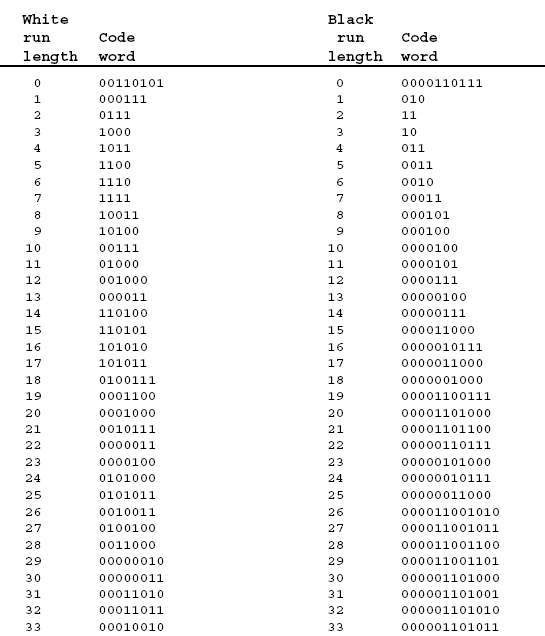 White Black
run Code run Code
length word length word
0 00110101 0 0000110111
1 000111 1 010
2 0111 2 11
3 1000 3 10
4 1011 4 011
5 1100 5 0011
6 1110 6 0010
7 1111 7 00011
8 10011 8 000101
9 10100 9 000100
10 00111 10 0000100
11 01000 11 0000101
12 001000 12 0000111
13 000011 13 00000100
14 110100 14 00000111
15 110101 15 000011000
16 101010 16 0000010111
17 101011 17 0000011000
18 0100111 18 0000001000
19 0001100 19 00001100111
20 0001000 20 00001101000
21 0010111 21 00001101100
22 0000011 22 00000110111
23 0000100 23 00000101000
24 0101000 24 00000010111
25 0101011 25 00000011000
26 0010011 26 000011001010
27 0100100 27 000011001011
28 0011000 28 000011001100
29 00000010 29 000011001101
30 00000011 30 000001101000
31 00011010 31 000001101001
32 00011011 32 000001101010
33 00010010 33 000001101011